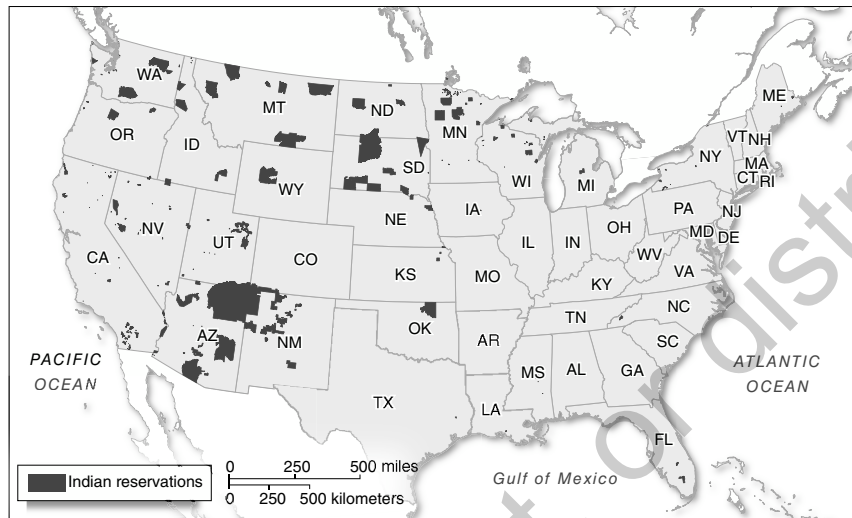 WA
MT
ND
MN
ME
OR
ID
SD
WI
MI
NY
VT
NH
MA
CT
RI
WY
NE
IA
PA
NJ
NV
UT
CO
IL
IN
OH
MD
DE
WV
CA
KS
MO
KY
VA
AZ
NM
OK
AR
TN
NC
SC
MS
AL
GA
TX
LA
FL
PACIFIC
OCEAN
ATLANTIC
OCEAN
Gulf of Mexico
Indian reservations
0 250 500 miles
0 250 500 kilometers
or distri